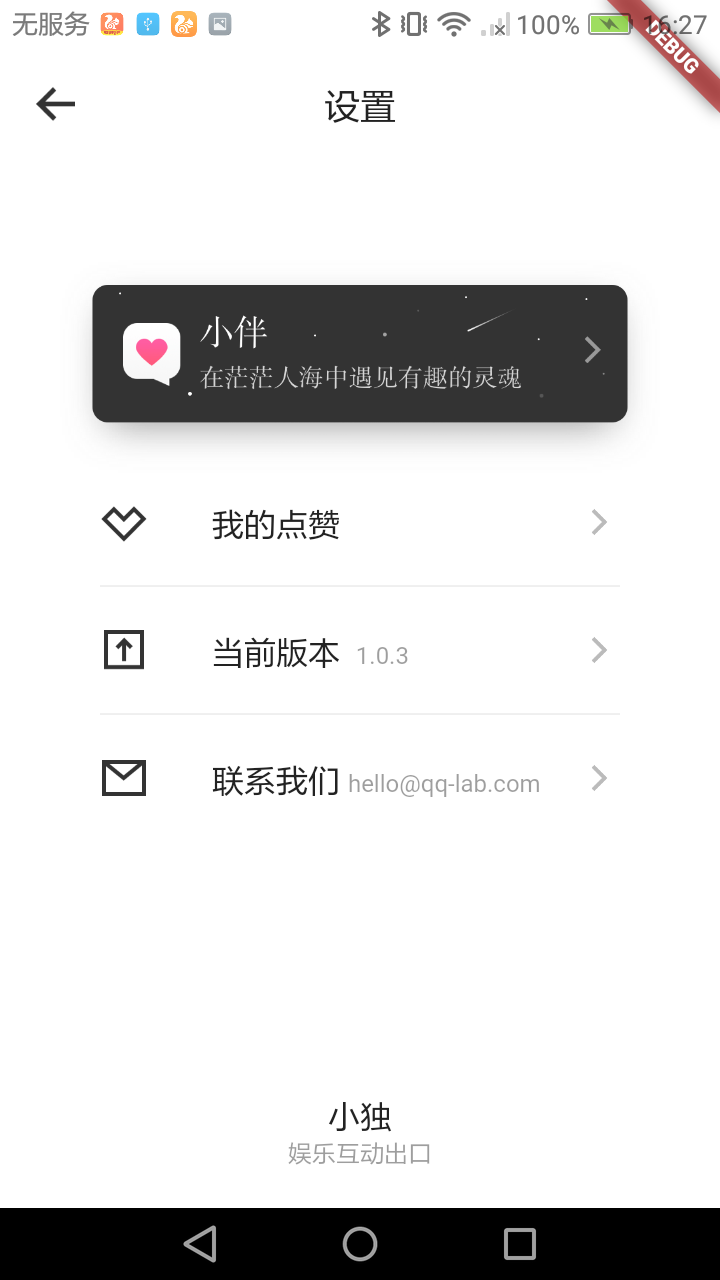 无服务 100% 16:27
DEBUG
设置
小伴
在茫茫人海中遇见有趣的灵魂
我的点赞
当前版本 1.0.3
联系我们 hello@qq-lab.com
小独
娱乐互动出口